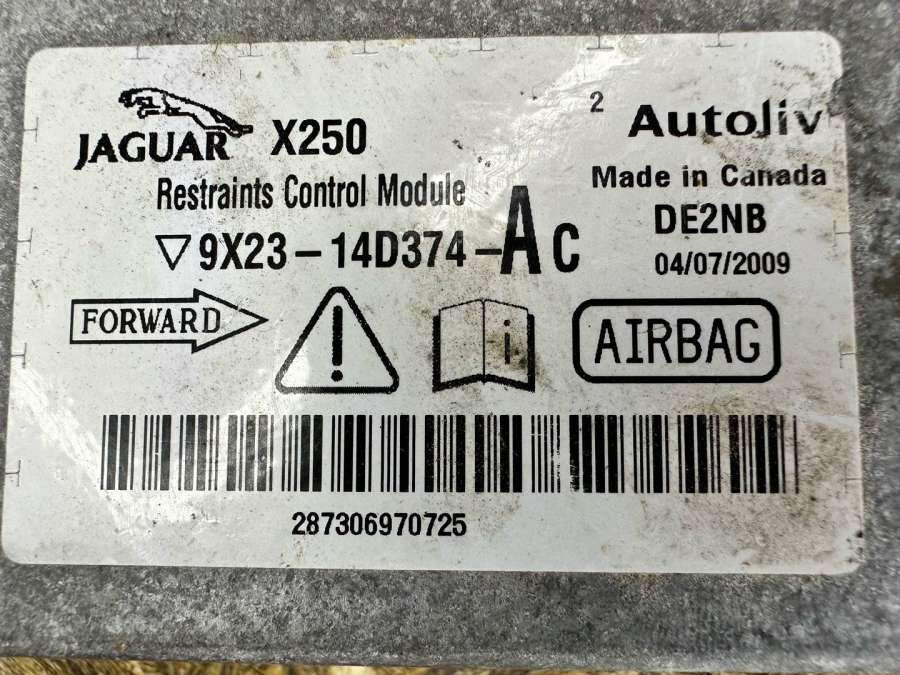 JAGUAR X250
2 Autoliv
Restraints Control Module
Made in Canada
▽9X23-14D374-Ac
DE2NB
04/07/2009
FORWARD
! i AIRBAG
287306970725